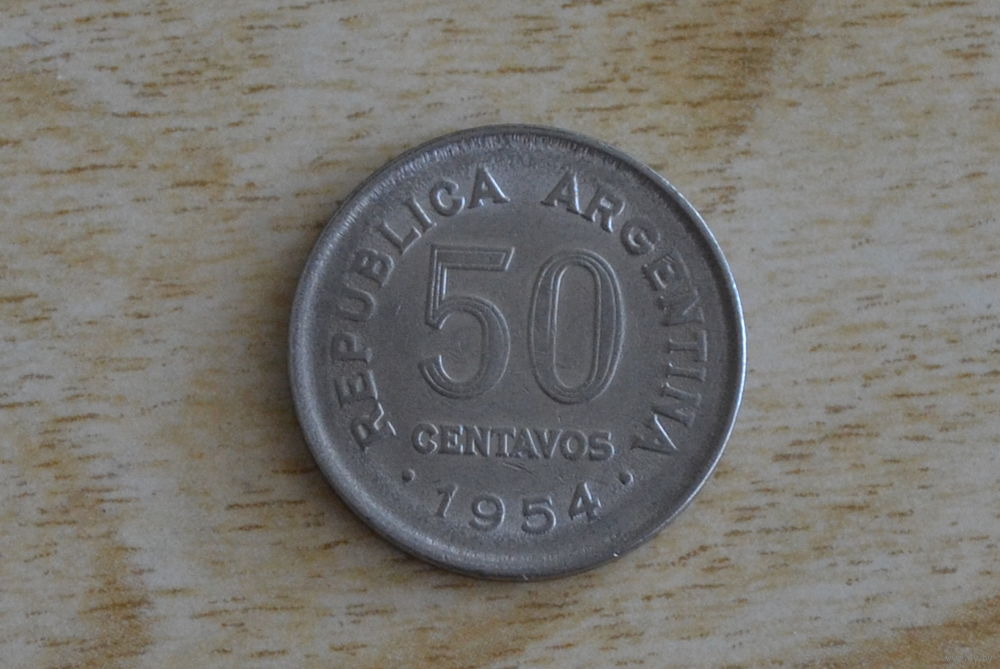 REPUBLICA ARGENTINA
50
CENTAVOS
· 1954 ·